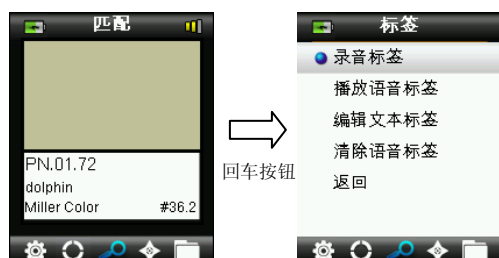 匹配
PN.01.72
dolphin
Miller Color #36.2
回车按钮
标签
录音标签
播放语音标签
编辑文本标签
清除语音标签
返回